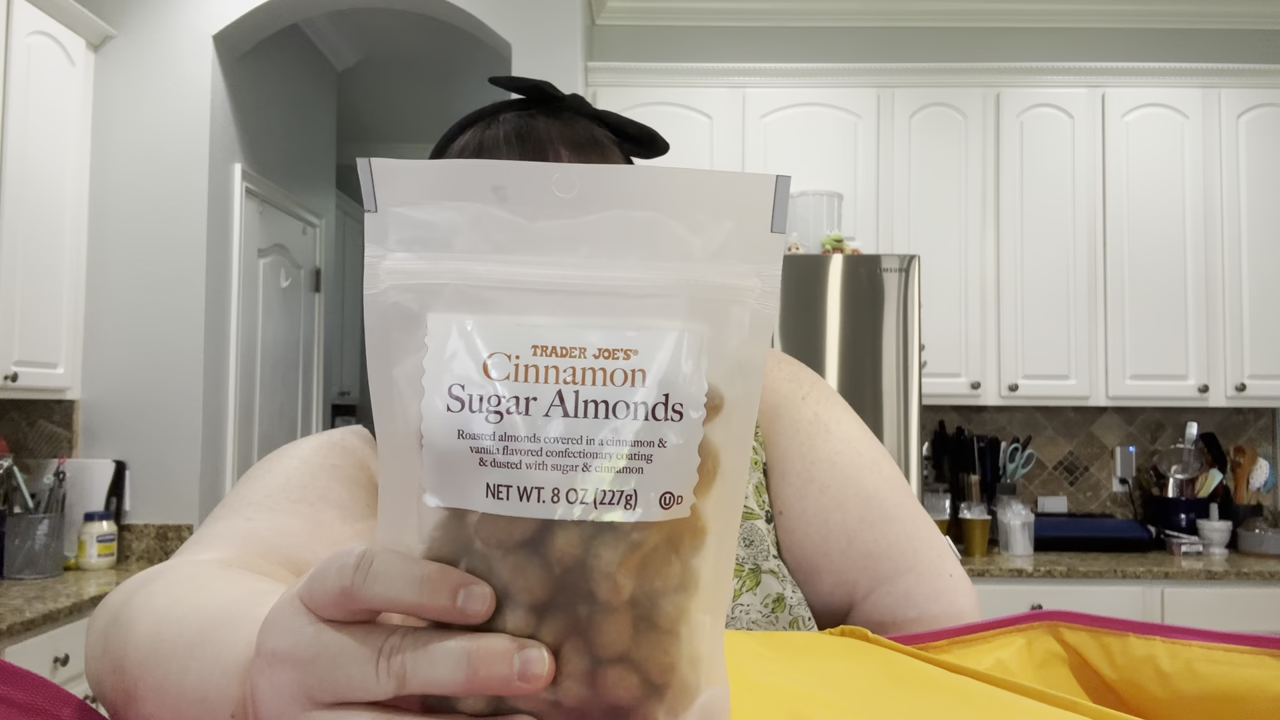 TRADER JOE'S®
Cinnamon
Sugar Almonds
Roasted almonds covered in a cinnamon &
vanilla flavored confectionary coating
& dusted with sugar & cinnamon
NET WT. 8 OZ (227g)
U D
SAMSUNG